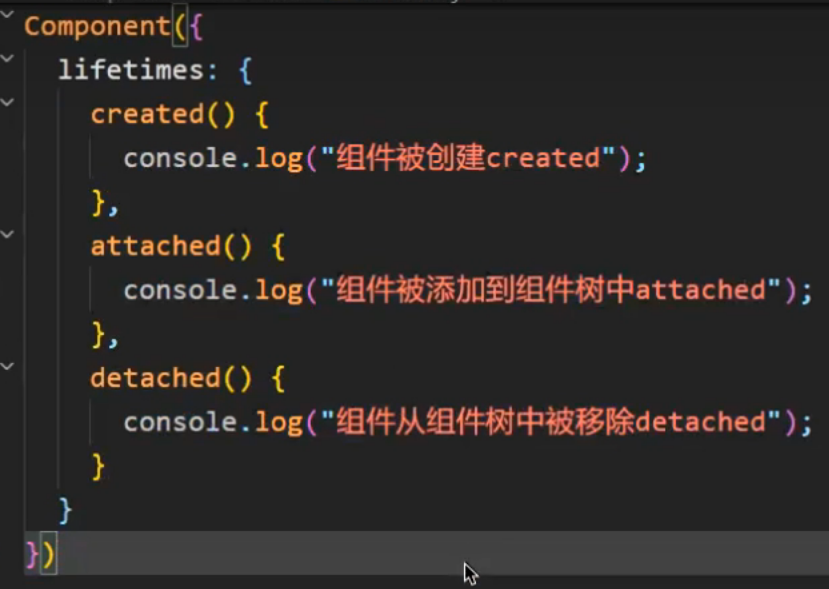 Component({
lifetimes: {
created() {
console.log("组件被创建created");
},
attached() {
console.log("组件被添加到组件树中attached");
},
detached() {
console.log("组件从组件树中被移除detached");
}
}
})